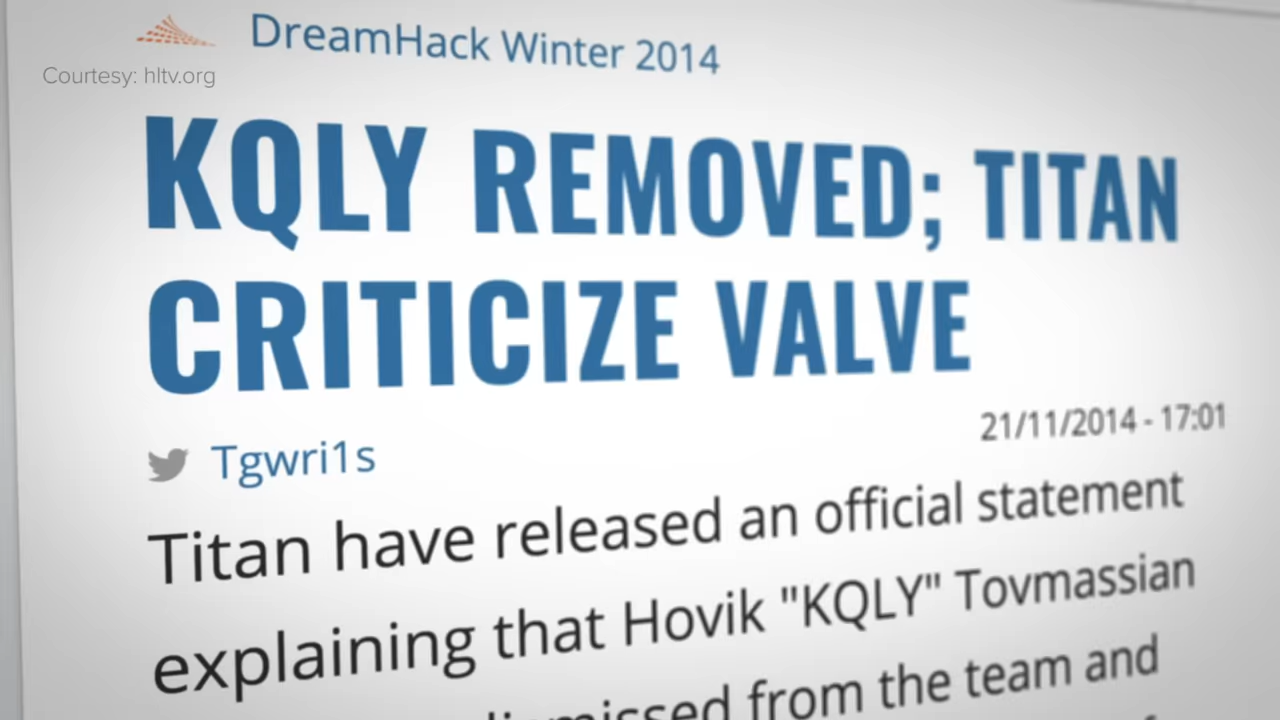 DreamHack Winter 2014
Courtesy: hltv.org
KQLY REMOVED; TITAN
CRITICIZE VALVE
21/11/2014 - 17:01
Tgwri1s
Titan have released an official statement
explaining that Hovik "KQLY" Tovmassian
dismissed from the team and